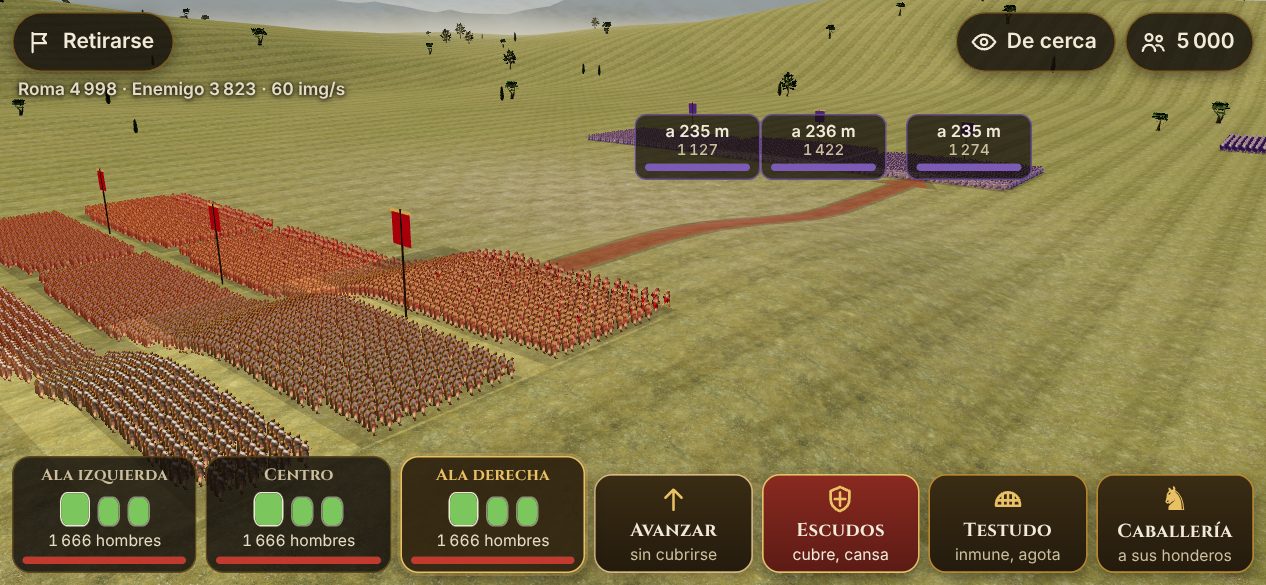 Retirarse
De cerca
5 000
Roma 4 998 · Enemigo 3 823 · 60 img/s
a 235 m
1 127
a 236 m
1 422
a 235 m
1 274
Ala izquierda
1 666 hombres
Centro
1 666 hombres
Ala derecha
1 666 hombres
Avanzar
sin cubrirse
Escudos
cubre, cansa
Testudo
inmune, agota
Caballería
a sus honderos